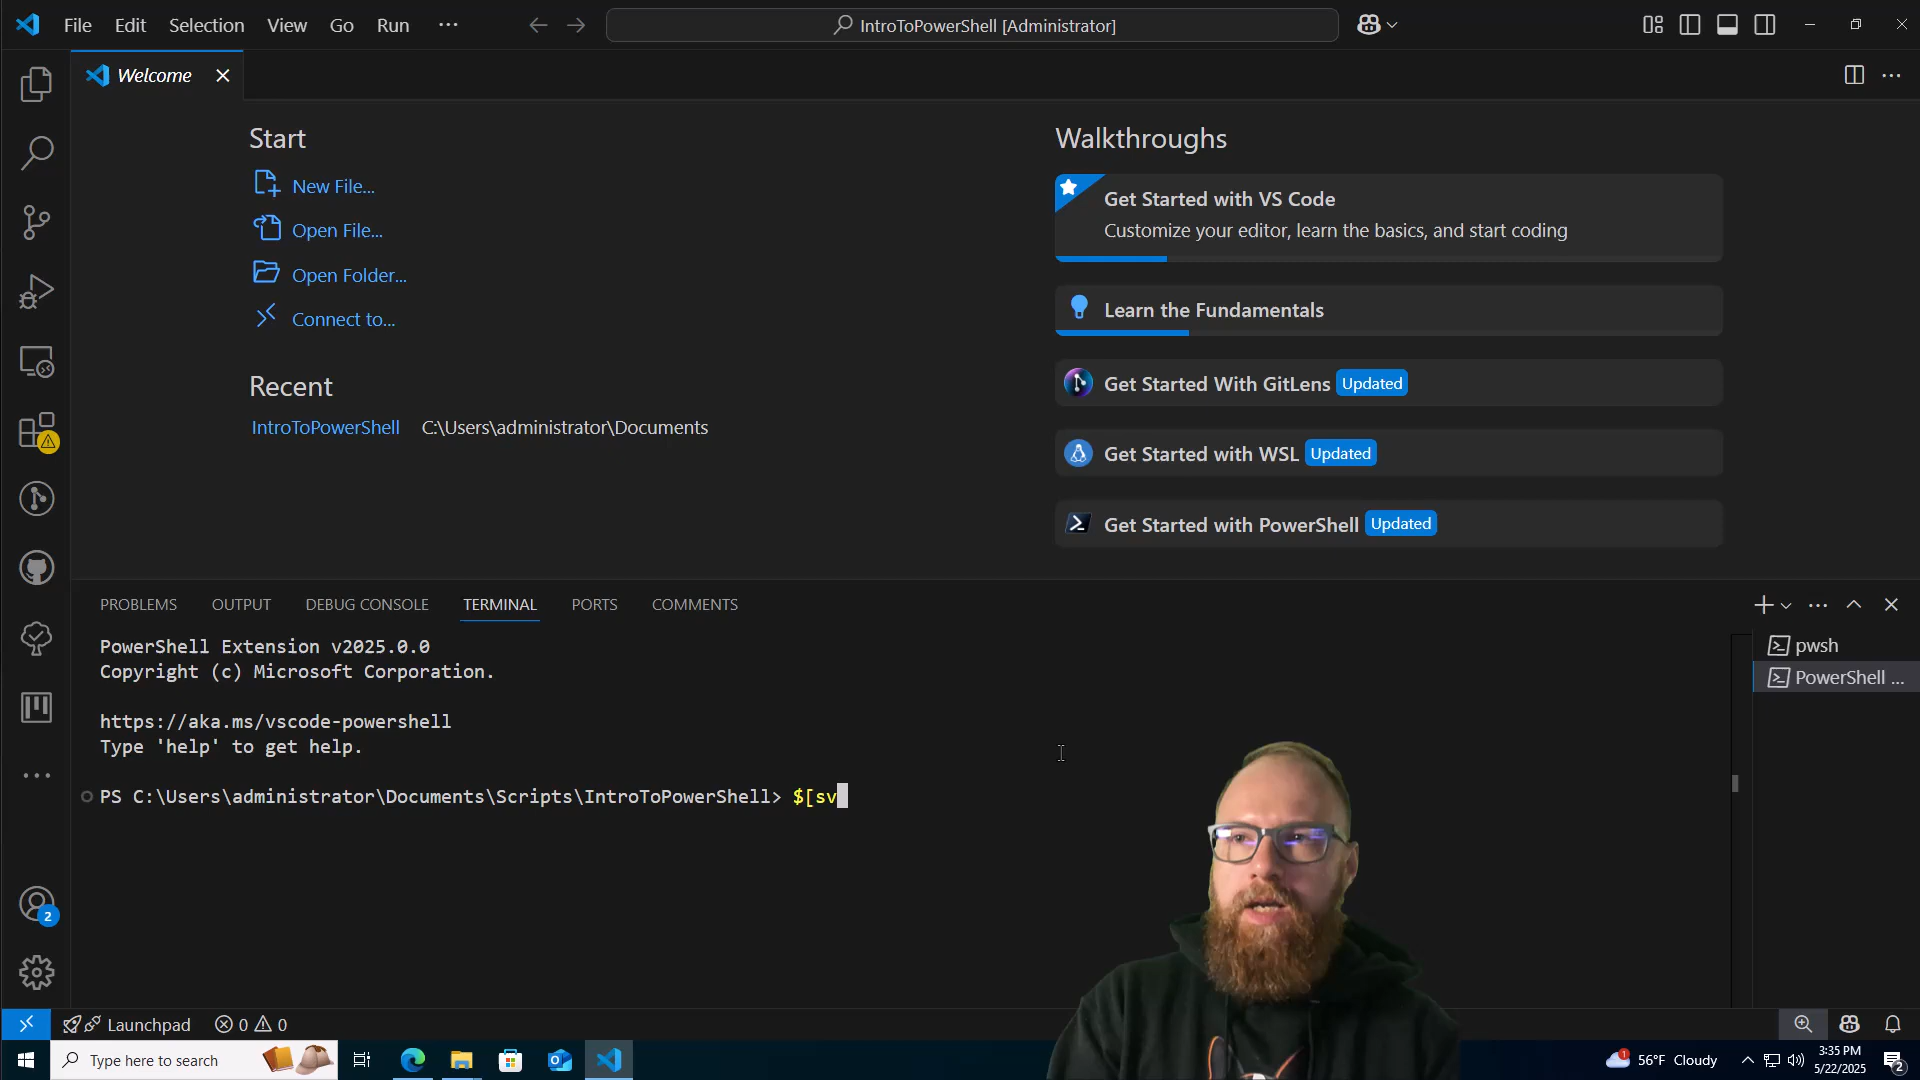 File Edit Selection View Go Run ···
IntroToPowerShell [Administrator]
Welcome
Start
New File...
Open File...
Open Folder...
Connect to...
Recent
IntroToPowerShell C:\Users\administrator\Documents
Walkthroughs
Get Started with VS Code
Customize your editor, learn the basics, and start coding
Learn the Fundamentals
Get Started With GitLens Updated
Get Started with WSL Updated
Get Started with PowerShell Updated
PROBLEMS OUTPUT DEBUG CONSOLE TERMINAL PORTS COMMENTS
PowerShell Extension v2025.0.0
Copyright (c) Microsoft Corporation.
https://aka.ms/vscode-powershell
Type 'help' to get help.
PS C:\Users\administrator\Documents\Scripts\IntroToPowerShell> $[sv
pwsh
PowerShell ...
2
Launchpad 0 0
Type here to search
1
56°F Cloudy
3:35 PM
5/22/2025
2